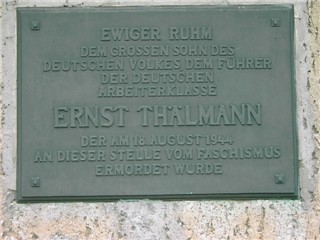 EWIGER RUHM
DEM GROSSEN SOHN DES
DEUTSCHEN VOLKES DEM FÜHRER
DER DEUTSCHEN
ARBEITERKLASSE
ERNST THÄLMANN
DER AM 18. AUGUST 1944
AN DIESER STELLE VOM FASCHISMUS
ERMORDET WURDE